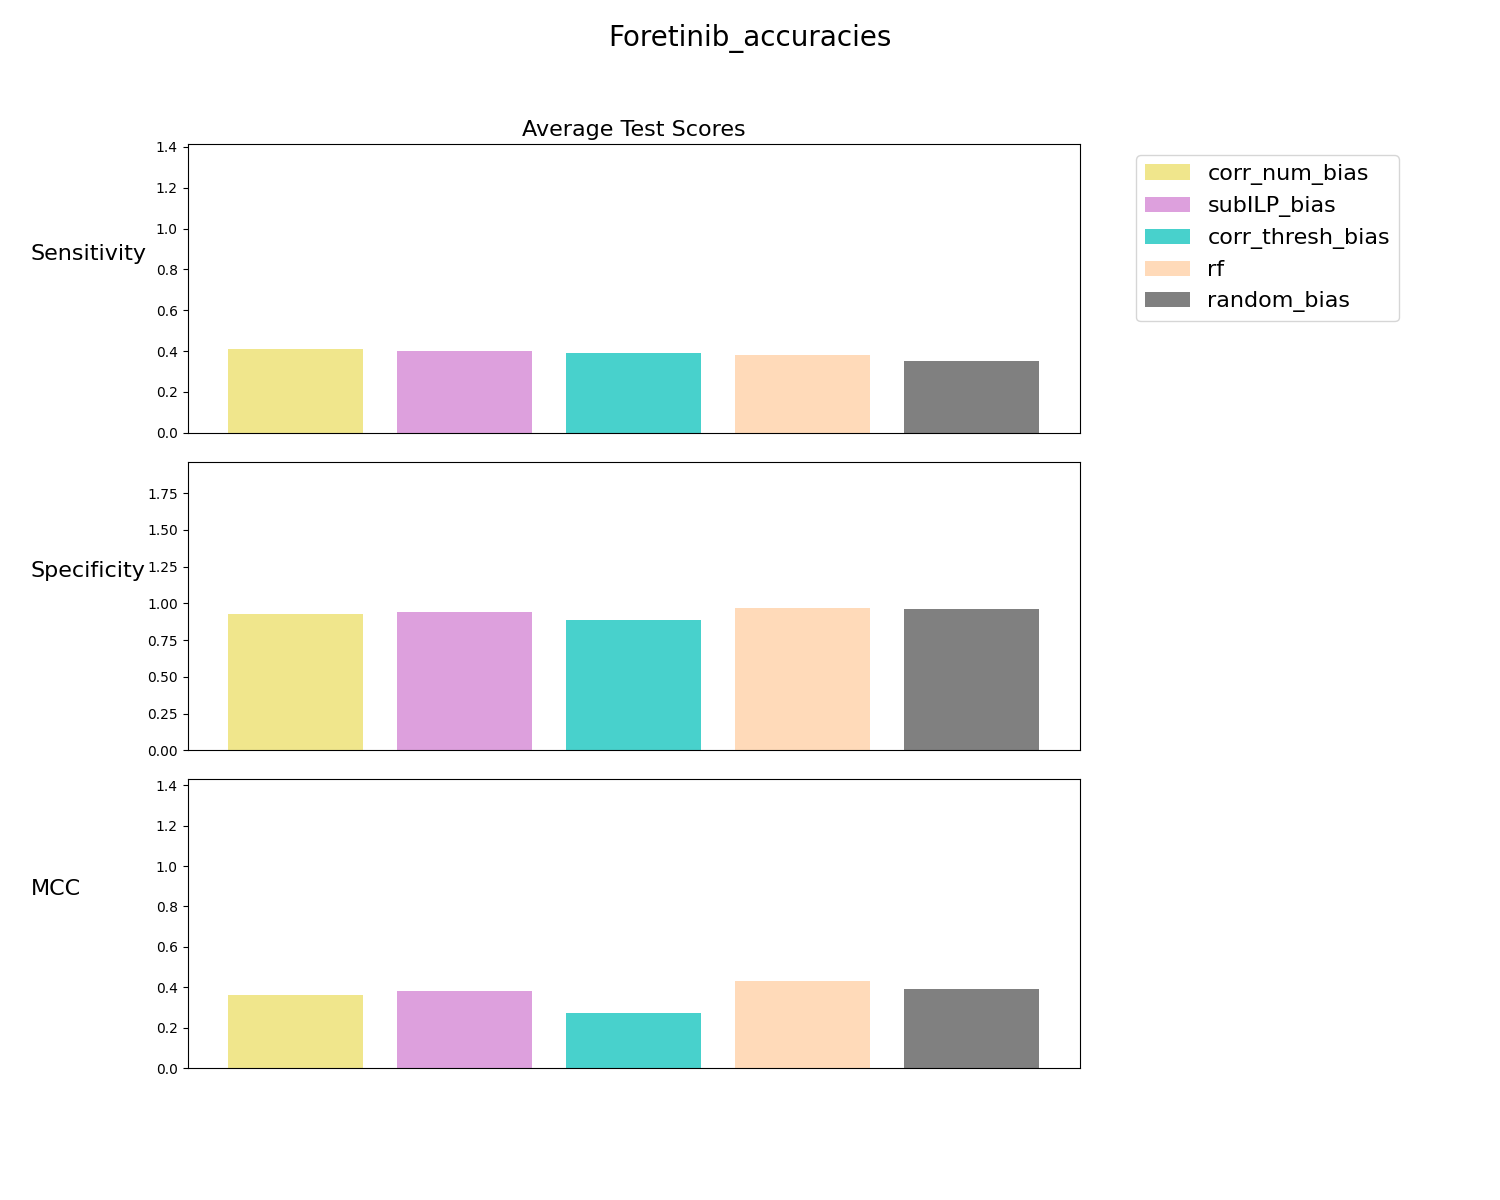 Foretinib_accuracies
Average Test Scores
Sensitivity
1.4
1.2
1.0
0.8
0.6
0.4
0.2
0.0
corr_num_bias
subILP_bias
corr_thresh_bias
rf
random_bias
Specificity
1.75
1.50
1.25
1.00
0.75
0.50
0.25
0.00
MCC
1.4
1.2
1.0
0.8
0.6
0.4
0.2
0.0